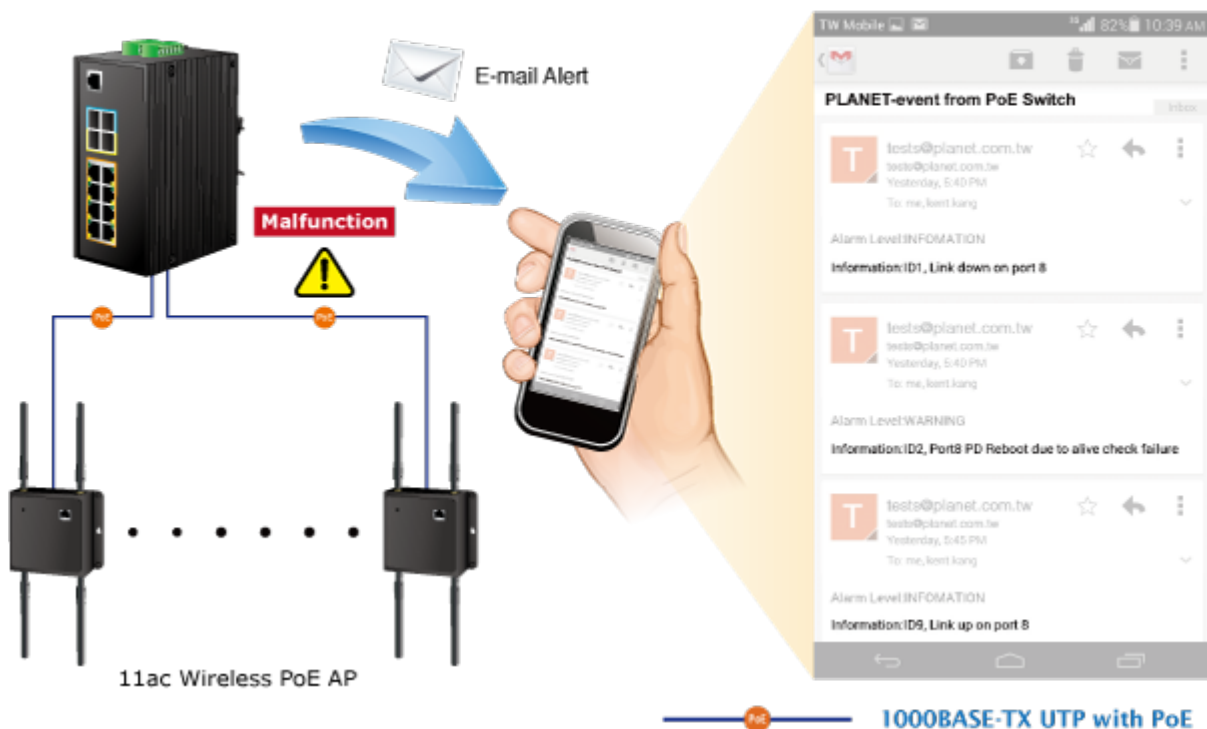 E-mail Alert
Malfunction
PoE
PoE
11ac Wireless PoE AP
TW Mobile 3G 82% 10:39 AM
PLANET-event from PoE Switch
Inbox
T
tests@planet.com.tw
tests@planet.com.tw
Yesterday, 5:40 PM
To: me, kent kang
Alarm Level:INFOMATION
Information:ID1, Link down on port 8
T
tests@planet.com.tw
tests@planet.com.tw
Yesterday, 5:40 PM
To: me, kent kang
Alarm Level:WARNING
Information:ID2, Port8 PD Reboot due to alive check failure
T
tests@planet.com.tw
tests@planet.com.tw
Yesterday, 5:45 PM
To: me, kent kang
Alarm Level:INFOMATION
Information:ID9, Link up on port 8
PoE
1000BASE-TX UTP with PoE